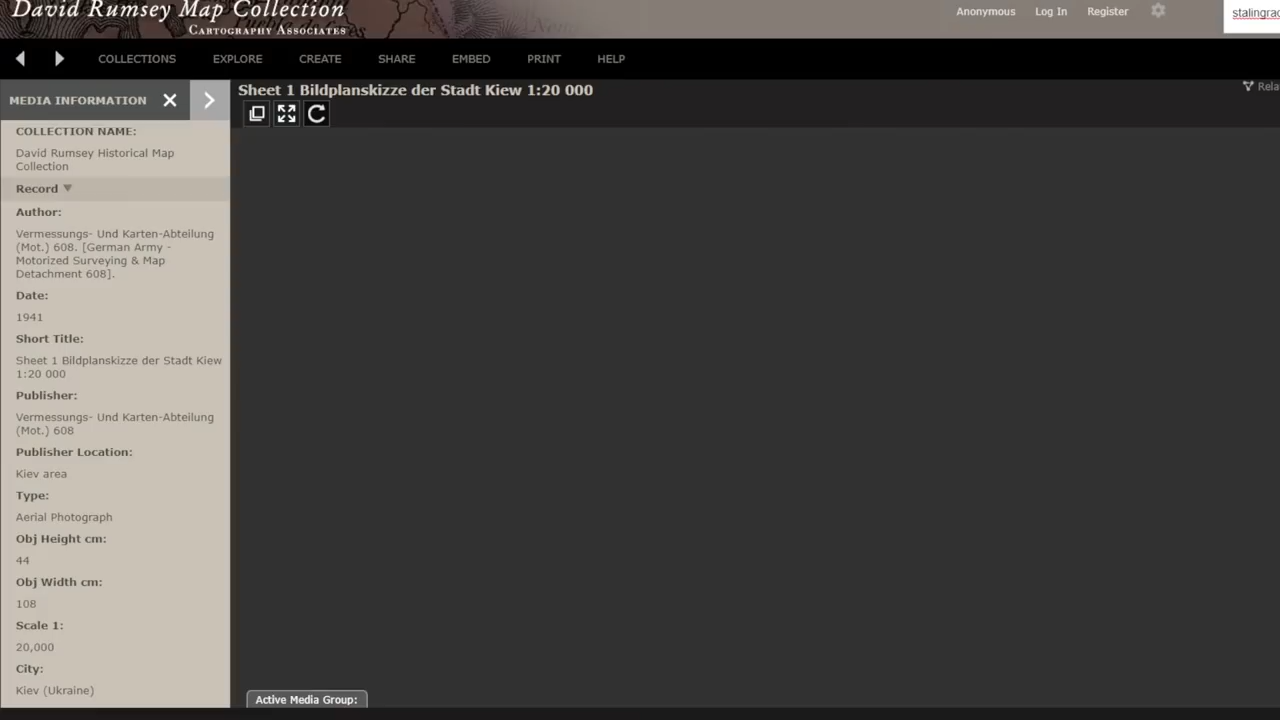 David Rumsey Map Collection
CARTOGRAPHY ASSOCIATES
Anonymous Log In Register
COLLECTIONS EXPLORE CREATE SHARE EMBED PRINT HELP
MEDIA INFORMATION
Sheet 1 Bildplanskizze der Stadt Kiew 1:20 000
COLLECTION NAME:
David Rumsey Historical Map
Collection
Record
Author:
Vermessungs- Und Karten-Abteilung
(Mot.) 608. [German Army -
Motorized Surveying & Map
Detachment 608].
Date:
1941
Short Title:
Sheet 1 Bildplanskizze der Stadt Kiew
1:20 000
Publisher:
Vermessungs- Und Karten-Abteilung
(Mot.) 608
Publisher Location:
Kiev area
Type:
Aerial Photograph
Obj Height cm:
44
Obj Width cm:
108
Scale 1:
20,000
City:
Kiev (Ukraine)
Active Media Group: